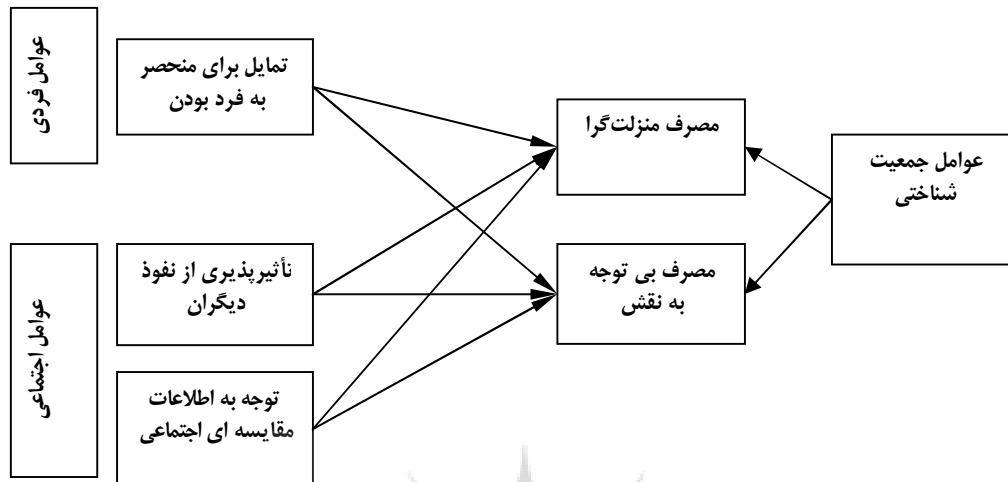 عوامل فردی
تمایل برای منحصر
به فرد بودن
مصرف منزلت‌گرا
عوامل جمعیت
شناختی
عوامل اجتماعی
تأثیرپذیری از نفوذ
دیگران
مصرف بی توجه
به نقش
توجه به اطلاعات
مقایسه ای اجتماعی